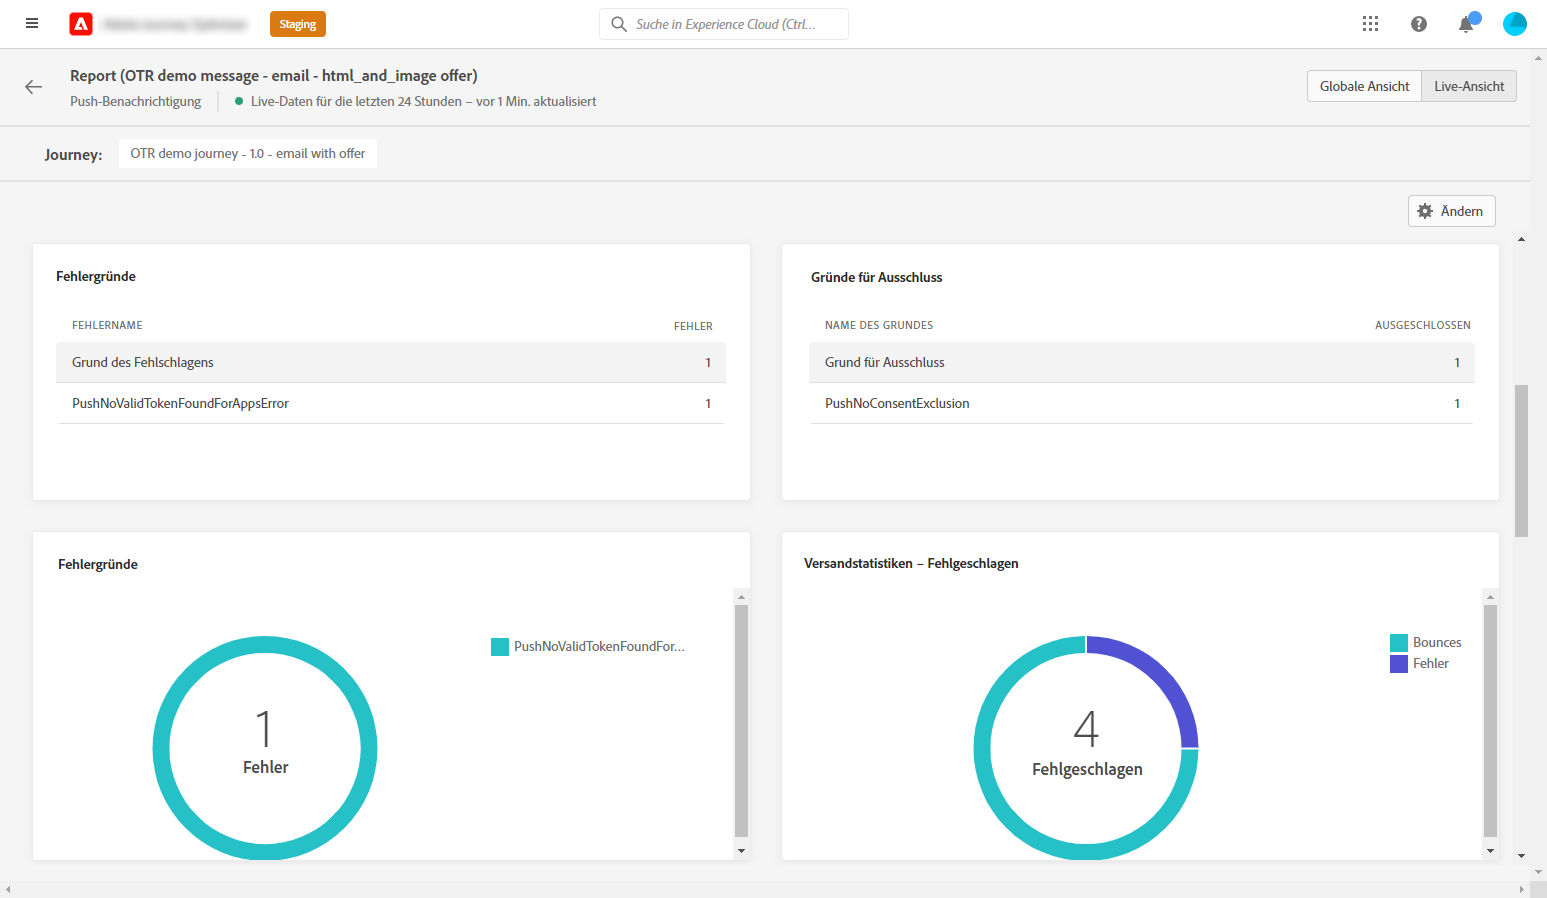 Staging
Suche in Experience Cloud (Ctrl...
Report (OTR demo message - email - html_and_image offer)
Push-Benachrichtigung
Live-Daten für die letzten 24 Stunden – vor 1 Min. aktualisiert
Globale Ansicht
Live-Ansicht
Journey:
OTR demo journey - 1.0 - email with offer
Ändern
Fehlergründe
FEHLERNAME
FEHLER
Grund des Fehlschlagens
1
PushNoValidTokenFoundForAppsError
1
Gründe für Ausschluss
NAME DES GRUNDES
AUSGESCHLOSSEN
Grund für Ausschluss
1
PushNoConsentExclusion
1
Fehlergründe
PushNoValidTokenFoundFor...
1
Fehler
Versandstatistiken – Fehlgeschlagen
Bounces
Fehler
4
Fehlgeschlagen